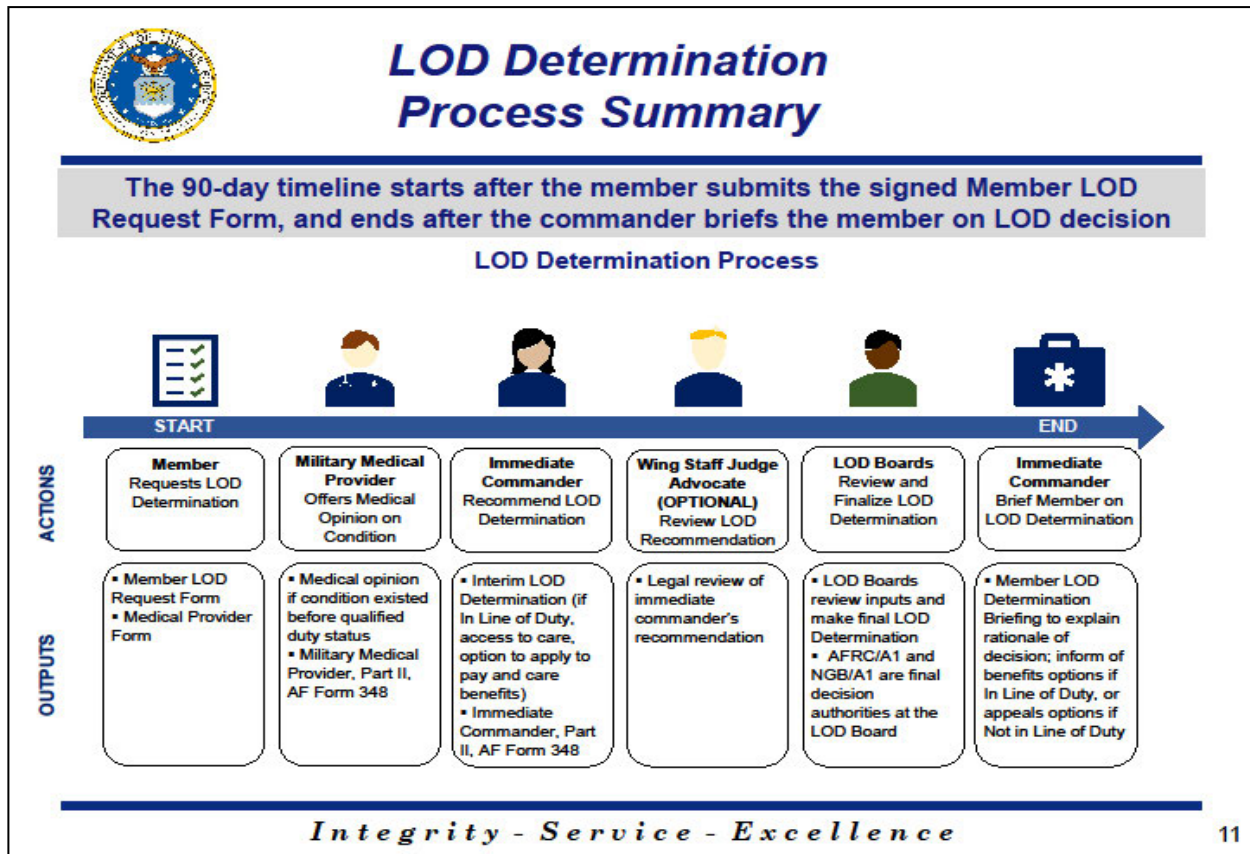 LOD Determination
Process Summary
The 90-day timeline starts after the member submits the signed Member LOD
Request Form, and ends after the commander briefs the member on LOD decision
LOD Determination Process
START
END
ACTIONS
Member
Requests LOD
Determination
Military Medical
Provider
Offers Medical
Opinion on
Condition
Immediate
Commander
Recommend LOD
Determination
Wing Staff Judge
Advocate
(OPTIONAL)
Review LOD
Recommendation
LOD Boards
Review and
Finalize LOD
Determination
Immediate
Commander
Brief Member on
LOD Determination
OUTPUTS
▪ Member LOD
Request Form
▪ Medical Provider
Form
▪ Medical opinion
if condition existed
before qualified
duty status
▪ Military Medical
Provider, Part II,
AF Form 348
▪ Interim LOD
Determination (if
In Line of Duty,
access to care,
option to apply to
pay and care
benefits)
▪ Immediate
Commander, Part
II, AF Form 348
▪ Legal review of
immediate
commander's
recommendation
▪ LOD Boards
review inputs and
make final LOD
Determination
▪ AFRC/A1 and
NGB/A1 are final
decision
authorities at the
LOD Board
▪ Member LOD
Determination
Briefing to explain
rationale of
decision; inform of
benefits options if
In Line of Duty, or
appeals options if
Not in Line of Duty
Integrity - Service - Excellence
11